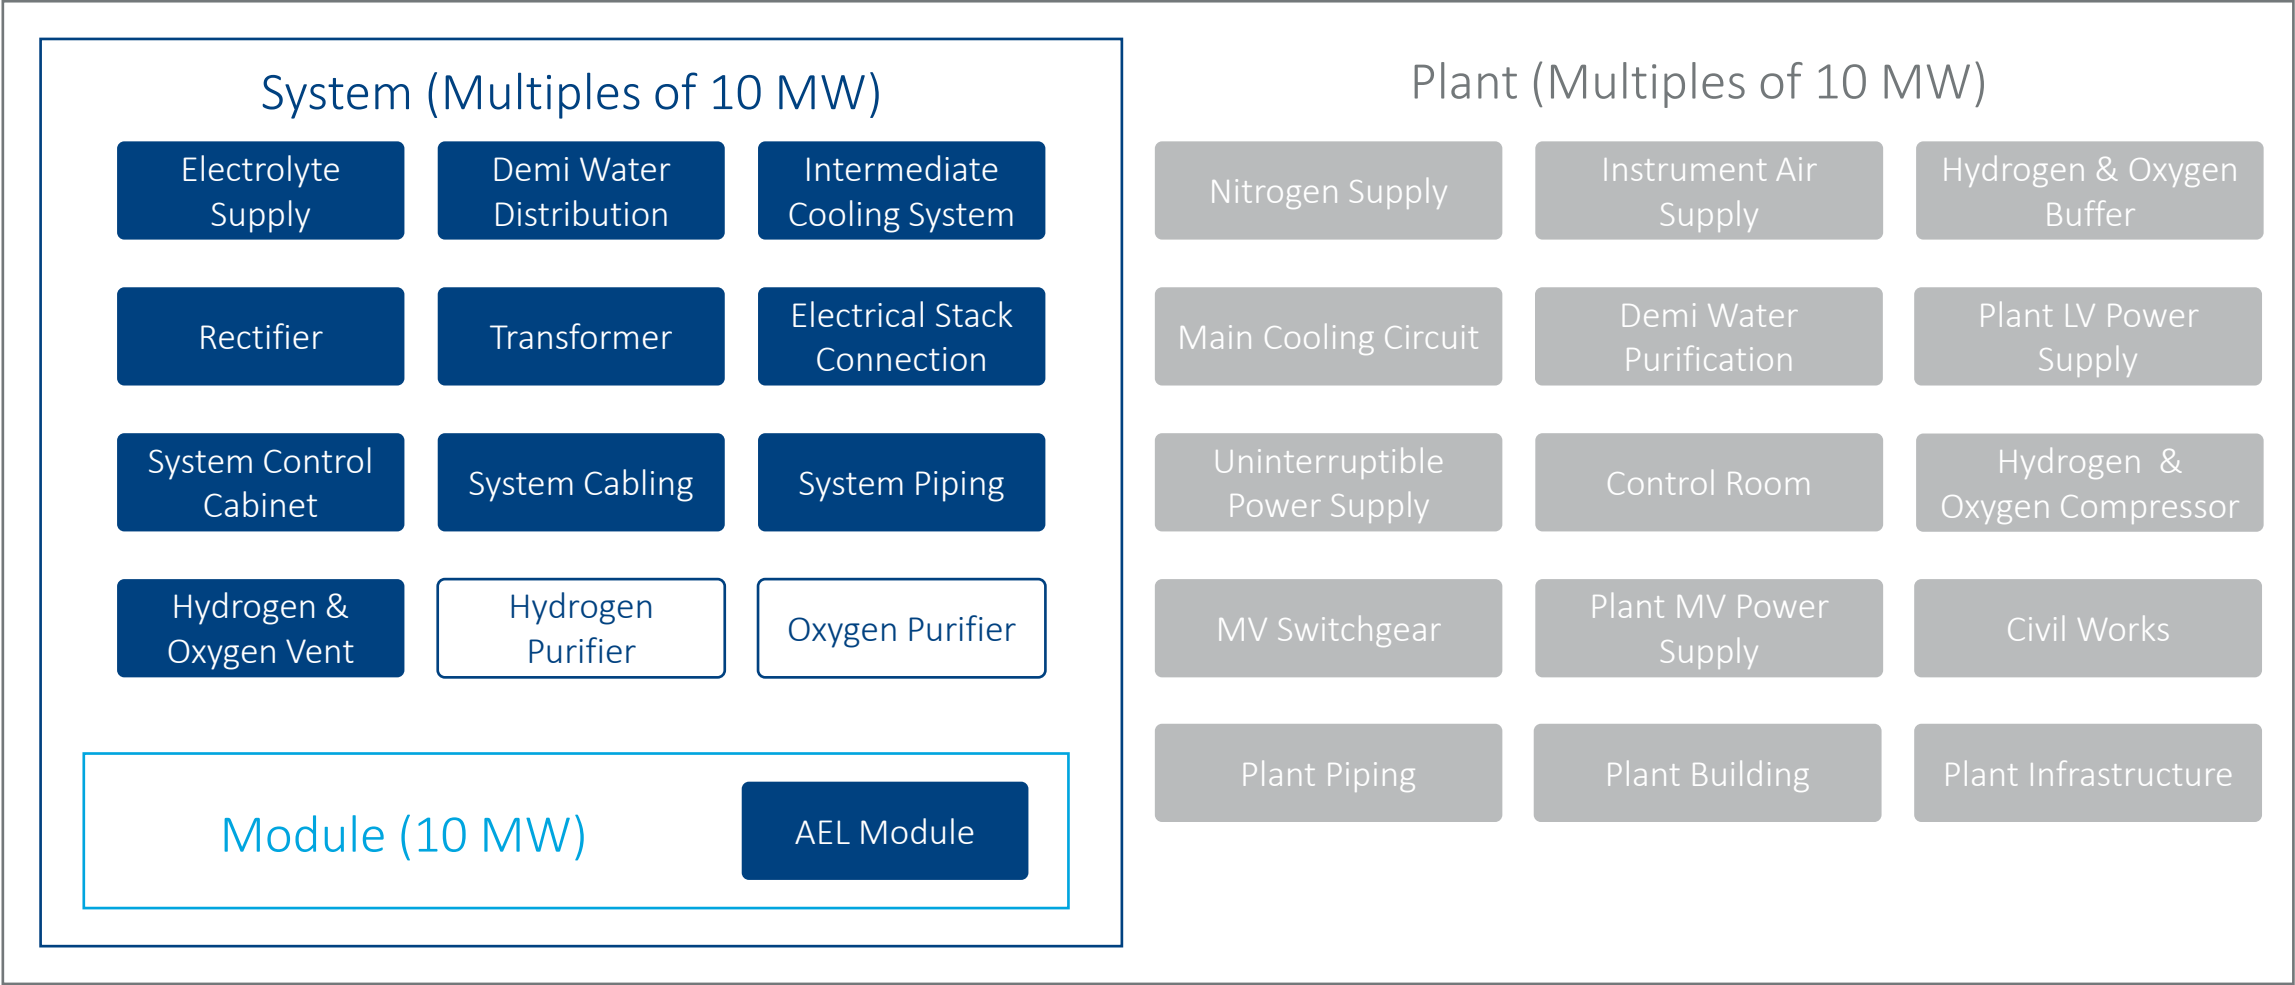 System (Multiples of 10 MW)
Electrolyte
Supply
Demi Water
Distribution
Intermediate
Cooling System
Rectifier
Transformer
Electrical Stack
Connection
System Control
Cabinet
System Cabling
System Piping
Hydrogen &
Oxygen Vent
Hydrogen
Purifier
Oxygen Purifier
Module (10 MW)
AEL Module
Plant (Multiples of 10 MW)
Nitrogen Supply
Instrument Air
Supply
Hydrogen & Oxygen
Buffer
Main Cooling Circuit
Demi Water
Purification
Plant LV Power
Supply
Uninterruptible
Power Supply
Control Room
Hydrogen &
Oxygen Compressor
MV Switchgear
Plant MV Power
Supply
Civil Works
Plant Piping
Plant Building
Plant Infrastructure